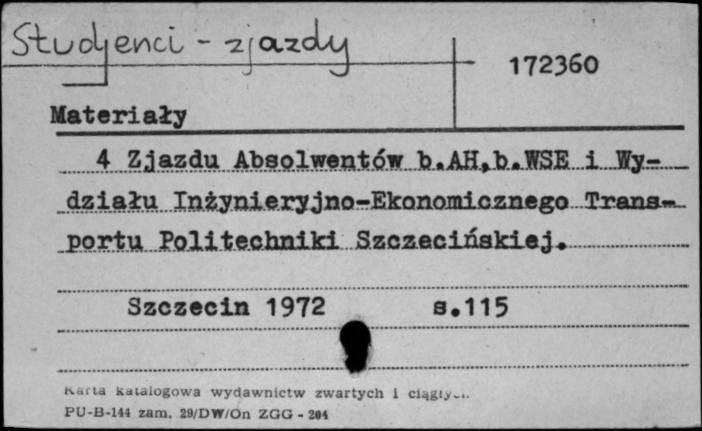 Studenci - zjazdy
172360
Materiały
4 Zjazdu Absolwentów b.AH,b.WSE i Wy-
działu Inżynieryjno-Ekonomicznego Trans-
portu Politechniki Szczecińskiej.
Szczecin 1972 s.115
Karta katalogowa wydawnictw zwartych i ciągłych.
PU-B-144 zam. 29/DW/On ZGG - 204